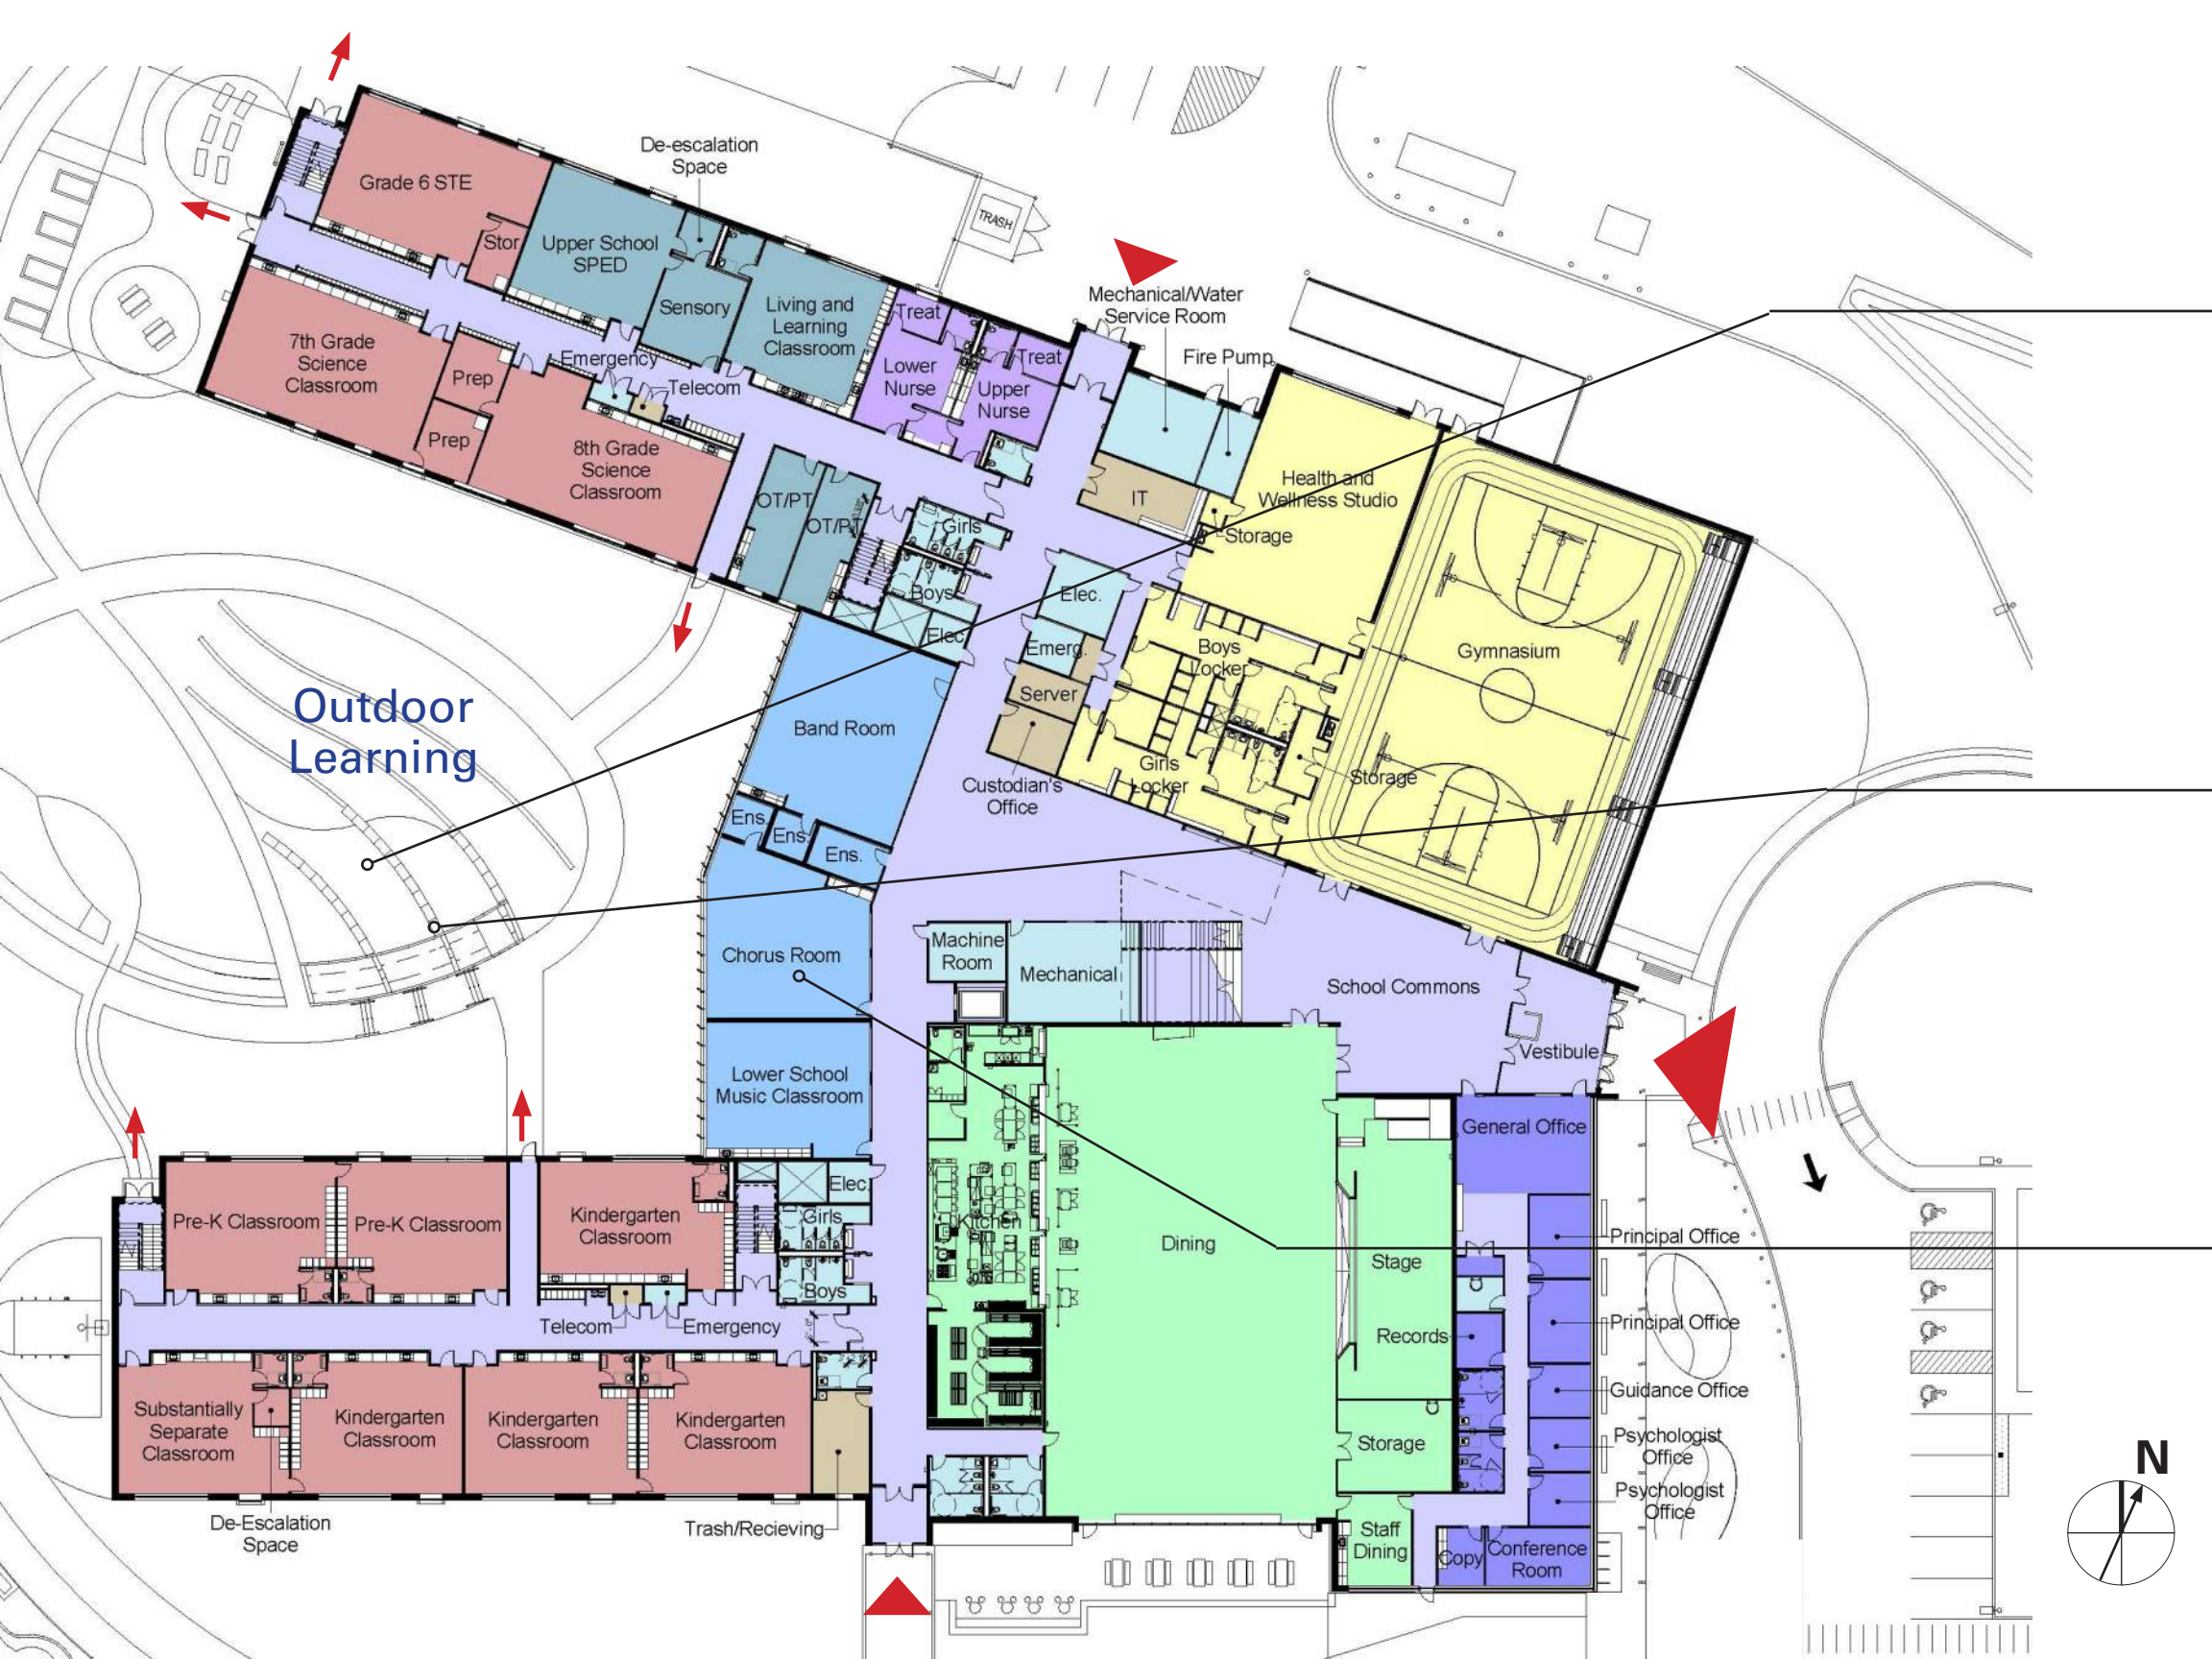 De-escalation
Space
Grade 6 STE
Stor
Upper School
SPED
TRASH
Sensory
Living and
Learning
Classroom
Treat
Lower
Nurse
Treat
Upper
Nurse
Mechanical/Water
Service Room
Fire Pump
7th Grade
Science
Classroom
Prep
Prep
Emergency
Telecom
8th Grade
Science
Classroom
OT/PT
OT/PT
Girls
Boys
Elec
IT
Storage
Health and
Wellness Studio
Elec.
Emerg.
Server
Custodian's
Office
Boys
Locker
Girls
Locker
Storage
Gymnasium
Outdoor
Learning
Band Room
Ens.
Ens.
Ens.
Chorus Room
Machine
Room
Mechanical
School Commons
Vestibule
Lower School
Music Classroom
General Office
Pre-K Classroom
Pre-K Classroom
Kindergarten
Classroom
Elec
Girls
Boys
Kitchen
Dining
Stage
Principal Office
Records
Principal Office
Telecom
Emergency
Guidance Office
Substantially
Separate
Classroom
Kindergarten
Classroom
Kindergarten
Classroom
Kindergarten
Classroom
Storage
Psychologist
Office
Psychologist
Office
De-Escalation
Space
Trash/Recieving
Staff
Dining
Copy
Conference
Room
N